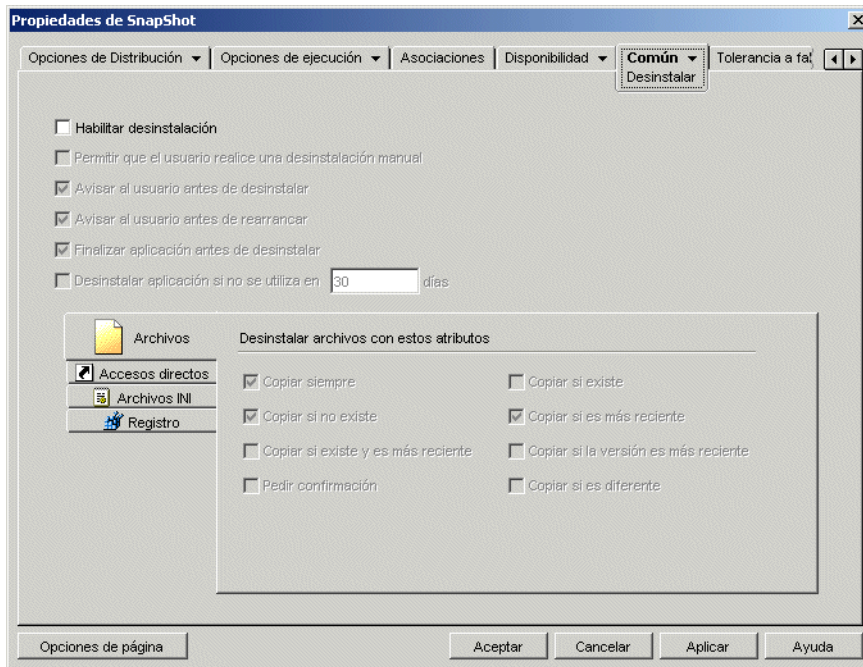 Propiedades de SnapShot
Opciones de Distribución Opciones de ejecución Asociaciones Disponibilidad Común Tolerancia a
Desinstalar
Habilitar desinstalación
Permitir que el usuario realice una desinstalación manual
Avisar al usuario antes de desinstalar
Avisar al usuario antes de rearrancar
Finalizar aplicación antes de desinstalar
Desinstalar aplicación si no se utiliza en 30 días
Archivos
Accesos directos
Archivos INI
Registro
Desinstalar archivos con estos atributos
Copiar siempre Copiar si existe
Copiar si no existe Copiar si es más reciente
Copiar si existe y es más reciente Copiar si la versión es más reciente
Pedir confirmación Copiar si es diferente
Opciones de página Aceptar Cancelar Aplicar Ayuda